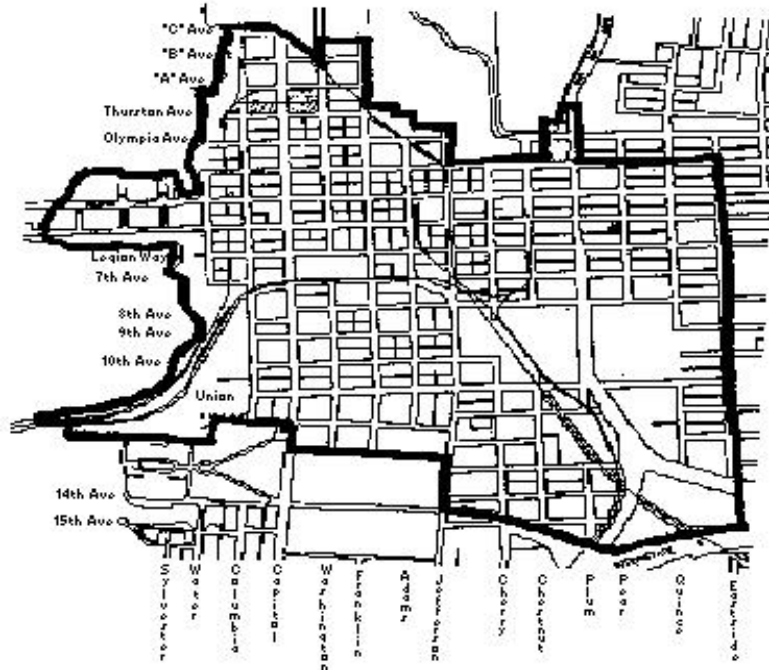 "C" Ave
"B" Ave
"A" Ave
Thurston Ave
Olympia Ave
Legion Way
7th Ave
8th Ave
9th Ave
10th Ave
Union
14th Ave
15th Ave
Sylvester
Water
Columbia
Capitol
Washington
Franklin
Adams
Jefferson
Cherry
Chestnut
Plum
Pear
Quince
Eastside